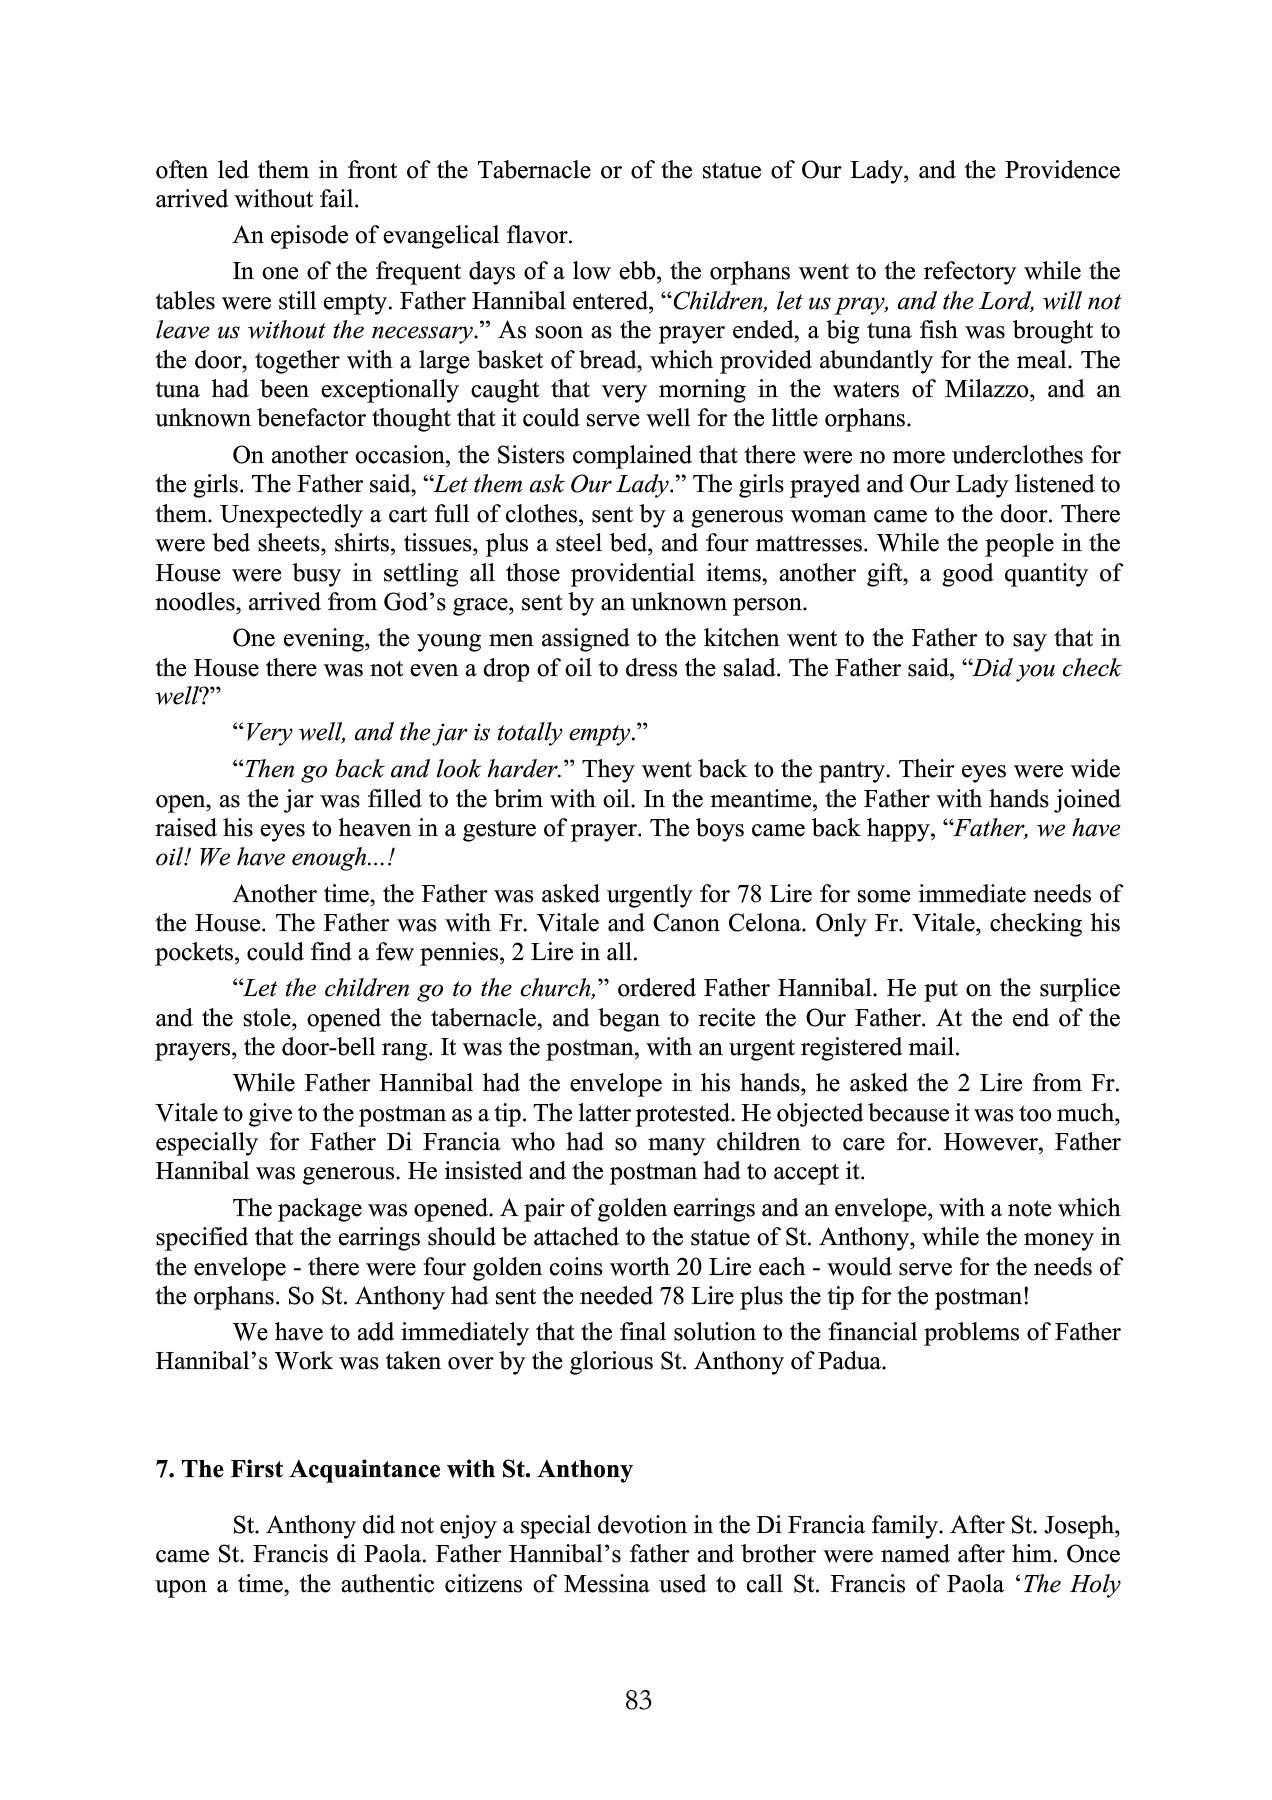 often led them in front of the Tabernacle or of the statue of Our Lady, and the Providence
arrived without fail.
An episode of evangelical flavor.
In one of the frequent days of a low ebb, the orphans went to the refectory while the
tables were still empty. Father Hannibal entered, “Children, let us pray, and the Lord, will not
leave us without the necessary.” As soon as the prayer ended, a big tuna fish was brought to
the door, together with a large basket of bread, which provided abundantly for the meal. The
tuna had been exceptionally caught that very morning in the waters of Milazzo, and an
unknown benefactor thought that it could serve well for the little orphans.
On another occasion, the Sisters complained that there were no more underclothes for
the girls. The Father said, “Let them ask Our Lady.” The girls prayed and Our Lady listened to
them. Unexpectedly a cart full of clothes, sent by a generous woman came to the door. There
were bed sheets, shirts, tissues, plus a steel bed, and four mattresses. While the people in the
House were busy in settling all those providential items, another gift, a good quantity of
noodles, arrived from God’s grace, sent by an unknown person.
One evening, the young men assigned to the kitchen went to the Father to say that in
the House there was not even a drop of oil to dress the salad. The Father said, “Did you check
well?”
“Very well, and the jar is totally empty.”
“Then go back and look harder.” They went back to the pantry. Their eyes were wide
open, as the jar was filled to the brim with oil. In the meantime, the Father with hands joined
raised his eyes to heaven in a gesture of prayer. The boys came back happy, “Father, we have
oil! We have enough...!
Another time, the Father was asked urgently for 78 Lire for some immediate needs of
the House. The Father was with Fr. Vitale and Canon Celona. Only Fr. Vitale, checking his
pockets, could find a few pennies, 2 Lire in all.
“Let the children go to the church,” ordered Father Hannibal. He put on the surplice
and the stole, opened the tabernacle, and began to recite the Our Father. At the end of the
prayers, the door-bell rang. It was the postman, with an urgent registered mail.
While Father Hannibal had the envelope in his hands, he asked the 2 Lire from Fr.
Vitale to give to the postman as a tip. The latter protested. He objected because it was too much,
especially for Father Di Francia who had so many children to care for. However, Father
Hannibal was generous. He insisted and the postman had to accept it.
The package was opened. A pair of golden earrings and an envelope, with a note which
specified that the earrings should be attached to the statue of St. Anthony, while the money in
the envelope - there were four golden coins worth 20 Lire each - would serve for the needs of
the orphans. So St. Anthony had sent the needed 78 Lire plus the tip for the postman!
We have to add immediately that the final solution to the financial problems of Father
Hannibal’s Work was taken over by the glorious St. Anthony of Padua.
7. The First Acquaintance with St. Anthony
St. Anthony did not enjoy a special devotion in the Di Francia family. After St. Joseph,
came St. Francis di Paola. Father Hannibal’s father and brother were named after him. Once
upon a time, the authentic citizens of Messina used to call St. Francis of Paola ‘The Holy
83